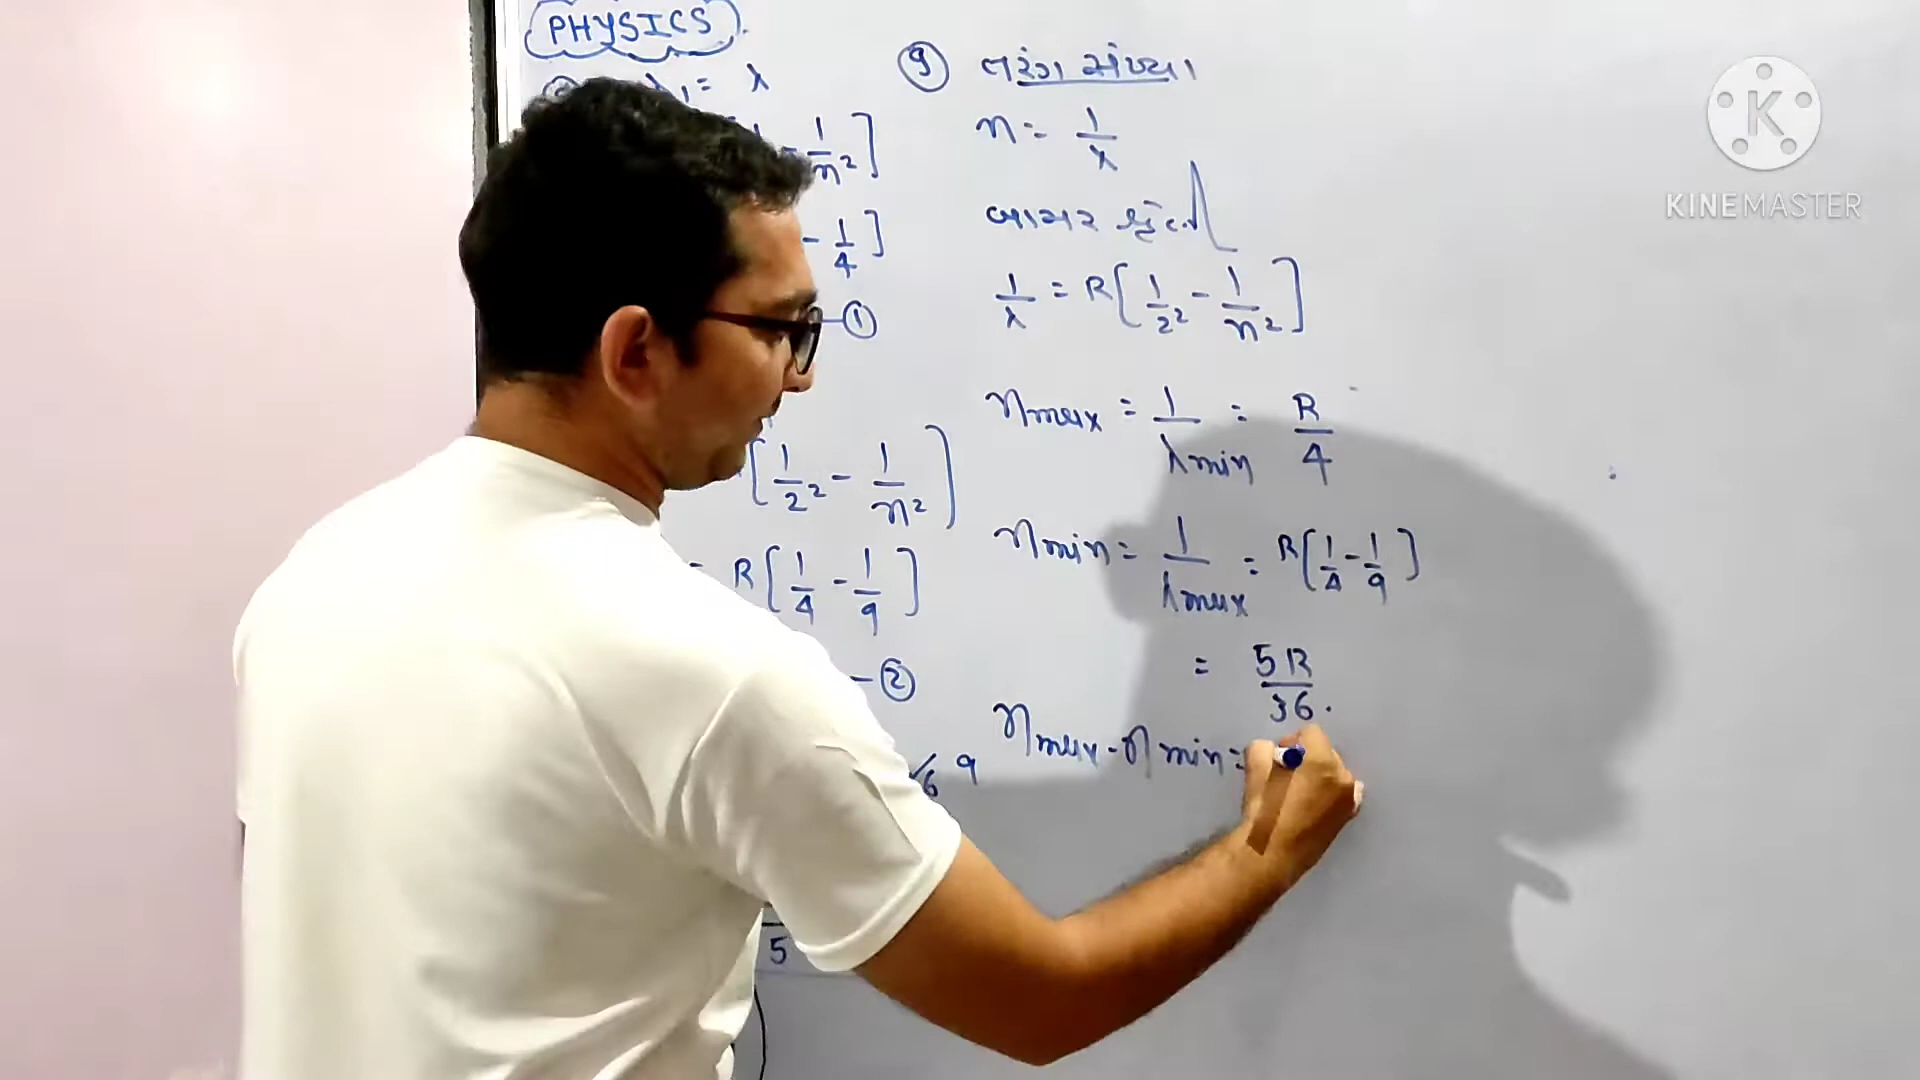 PHYSICS
λ₁ = λ
1/n²]
- 1/4]
- ①
[1/2² - 1/n²]
= R[1/4 - 1/9]
- ②
9
5
⑨ તરંગ સંખ્યા
n = 1/λ
બામર શ્રેણી
1/λ = R[1/2² - 1/n²]
nmax = 1/λmin = R/4
nmin = 1/λmax = R[1/4 - 1/9]
= 5R/36.
nmax - nmin =
K
KINEMASTER